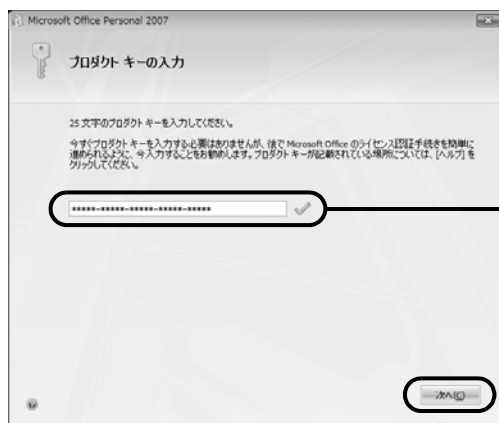 Microsoft Office Personal 2007
プロダクト キーの入力
25 文字のプロダクト キーを入力してください。
今すぐプロダクト キーを入力する必要はありませんが、後で Microsoft Office のライセンス認証手続きを簡単に
進められるように、今入力することをお勧めします。プロダクト キーが記載されている場所については、[ヘルプ] を
クリックしてください。
*****-*****-*****-*****-*****
次へ(C)